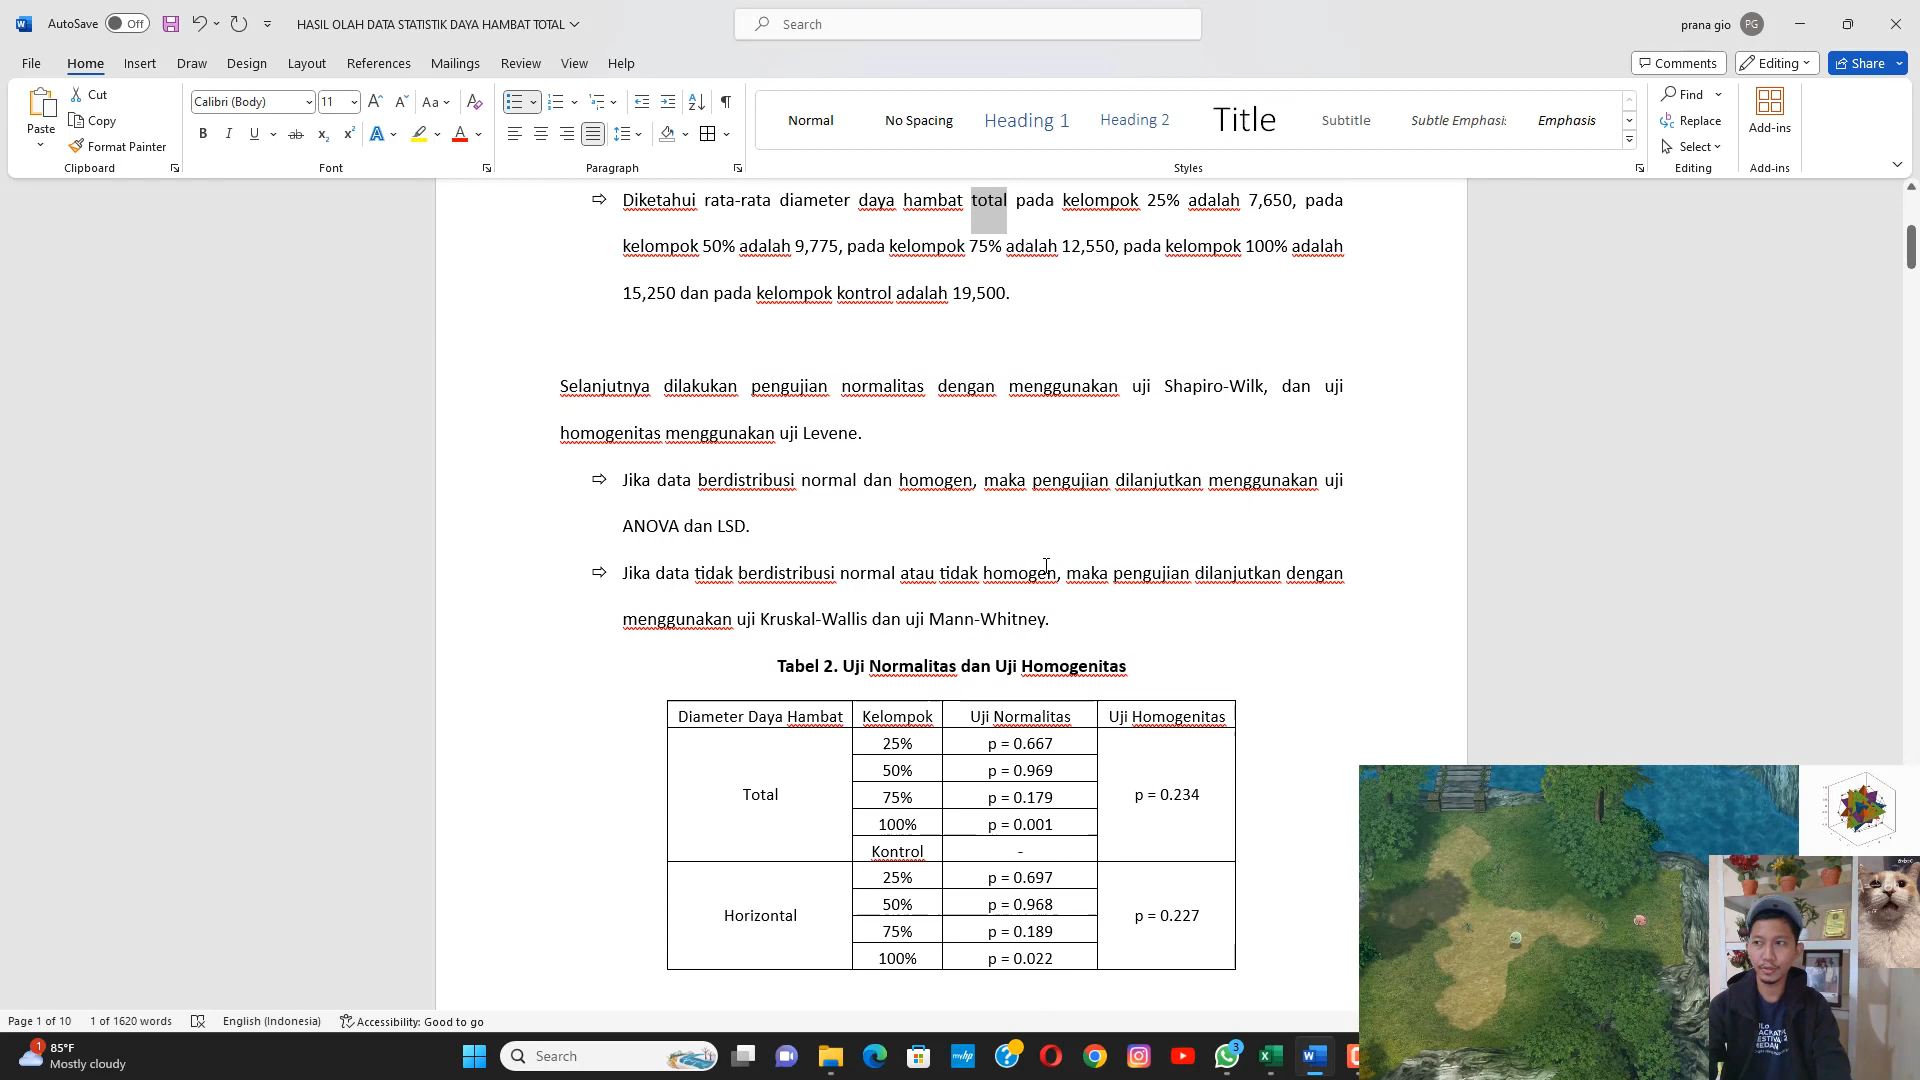 AutoSave Off HASIL OLAH DATA STATISTIK DAYA HAMBAT TOTAL Search prana gio PG
File Home Insert Draw Design Layout References Mailings Review View Help Comments Editing Share
Paste Cut Copy Format Painter Clipboard
Calibri (Body) 11 Aa Font
Paragraph
Normal No Spacing Heading 1 Heading 2 Title Subtitle Subtle Emphasis Emphasis Styles
Find Replace Select Editing
Add-ins Add-ins
Diketahui rata-rata diameter daya hambat total pada kelompok 25% adalah 7,650, pada
kelompok 50% adalah 9,775, pada kelompok 75% adalah 12,550, pada kelompok 100% adalah
15,250 dan pada kelompok kontrol adalah 19,500.
Selanjutnya dilakukan pengujian normalitas dengan menggunakan uji Shapiro-Wilk, dan uji
homogenitas menggunakan uji Levene.
Jika data berdistribusi normal dan homogen, maka pengujian dilanjutkan menggunakan uji
ANOVA dan LSD.
Jika data tidak berdistribusi normal atau tidak homogen, maka pengujian dilanjutkan dengan
menggunakan uji Kruskal-Wallis dan uji Mann-Whitney.
Tabel 2. Uji Normalitas dan Uji Homogenitas
Diameter Daya Hambat Kelompok Uji Normalitas Uji Homogenitas
Total 25% p = 0.667 p = 0.234
50% p = 0.969
75% p = 0.179
100% p = 0.001
Kontrol -
Horizontal 25% p = 0.697 p = 0.227
50% p = 0.968
75% p = 0.189
100% p = 0.022
Page 1 of 10 1 of 1620 words English (Indonesia) Accessibility: Good to go
1 85°F
Mostly cloudy
Search
3